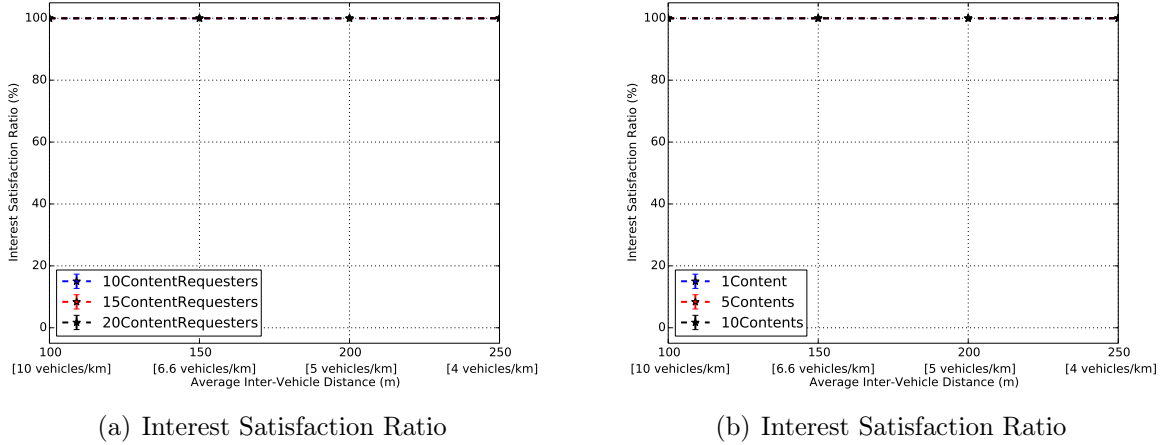 100
80
60
40
20
0
Interest Satisfaction Ratio (%)
10ContentRequesters
15ContentRequesters
20ContentRequesters
100 150 200 250
[10 vehicles/km] [6.6 vehicles/km] [5 vehicles/km] [4 vehicles/km]
Average Inter-Vehicle Distance (m)
(a) Interest Satisfaction Ratio
100
80
60
40
20
0
Interest Satisfaction Ratio (%)
1Content
5Contents
10Contents
100 150 200 250
[10 vehicles/km] [6.6 vehicles/km] [5 vehicles/km] [4 vehicles/km]
Average Inter-Vehicle Distance (m)
(b) Interest Satisfaction Ratio